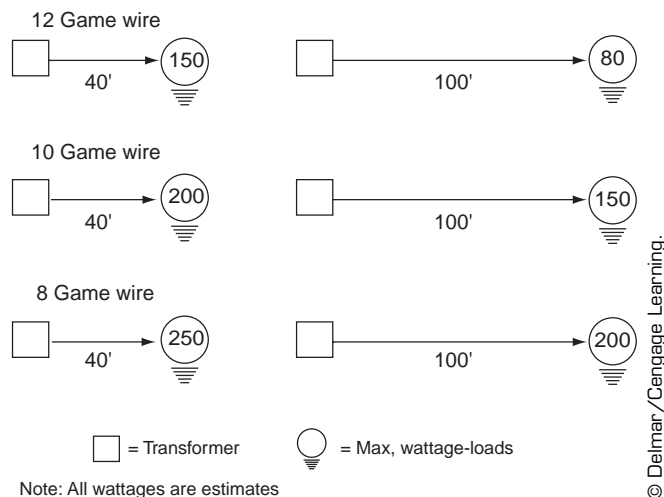 12 Game wire
150
40'
80
100'
10 Game wire
200
40'
150
100'
8 Game wire
250
40'
200
100'
= Transformer
= Max, wattage-loads
Note: All wattages are estimates
© Delmar/Cengage Learning.